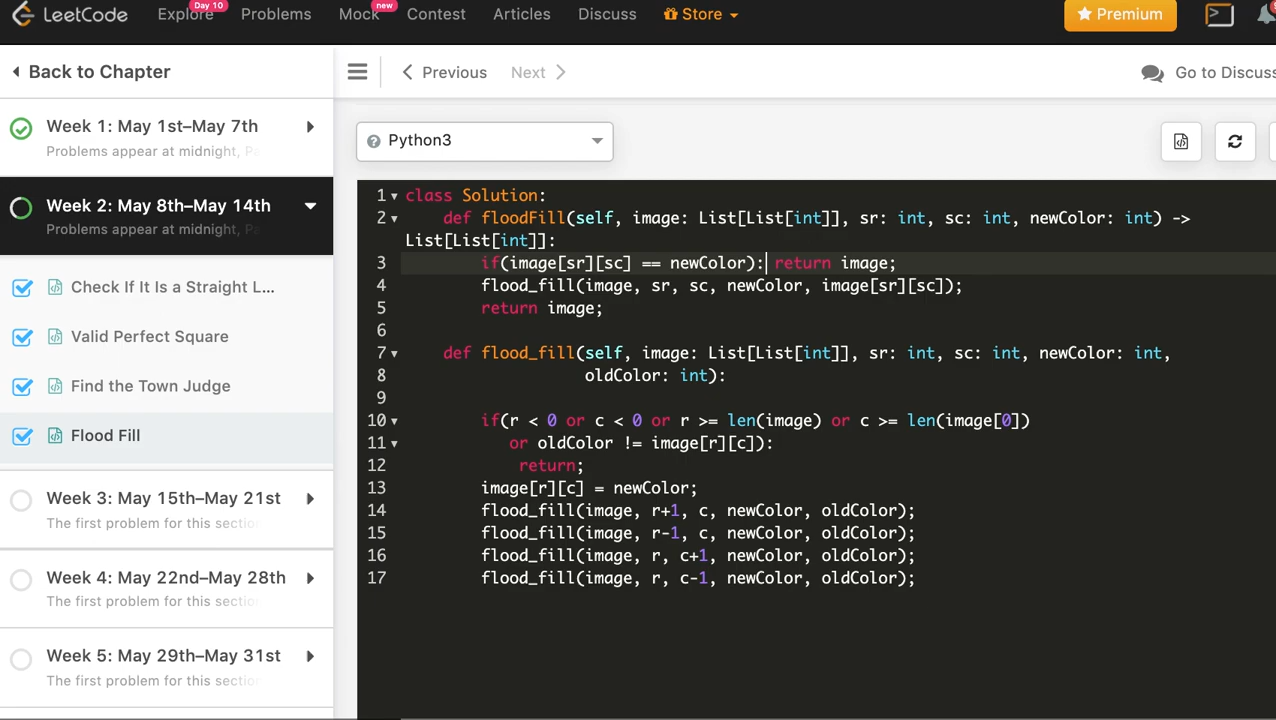 LeetCode
Explore
Day 10
Problems
Mock
new
Contest
Articles
Discuss
Store
Premium
Back to Chapter
Previous
Next
Go to Discuss
Week 1: May 1st–May 7th
Problems appear at midnight,
Week 2: May 8th–May 14th
Problems appear at midnight,
Check If It Is a Straight L...
Valid Perfect Square
Find the Town Judge
Flood Fill
Week 3: May 15th–May 21st
The first problem for this sectio
Week 4: May 22nd–May 28th
The first problem for this sectio
Week 5: May 29th–May 31st
The first problem for this sectio
Python3
1 class Solution:
2 def floodFill(self, image: List[List[int]], sr: int, sc: int, newColor: int) ->
List[List[int]]:
3 if(image[sr][sc] == newColor): return image;
4 flood_fill(image, sr, sc, newColor, image[sr][sc]);
5 return image;
6
7 def flood_fill(self, image: List[List[int]], sr: int, sc: int, newColor: int,
8 oldColor: int):
9
10 if(r < 0 or c < 0 or r >= len(image) or c >= len(image[0])
11 or oldColor != image[r][c]):
12 return;
13 image[r][c] = newColor;
14 flood_fill(image, r+1, c, newColor, oldColor);
15 flood_fill(image, r-1, c, newColor, oldColor);
16 flood_fill(image, r, c+1, newColor, oldColor);
17 flood_fill(image, r, c-1, newColor, oldColor);